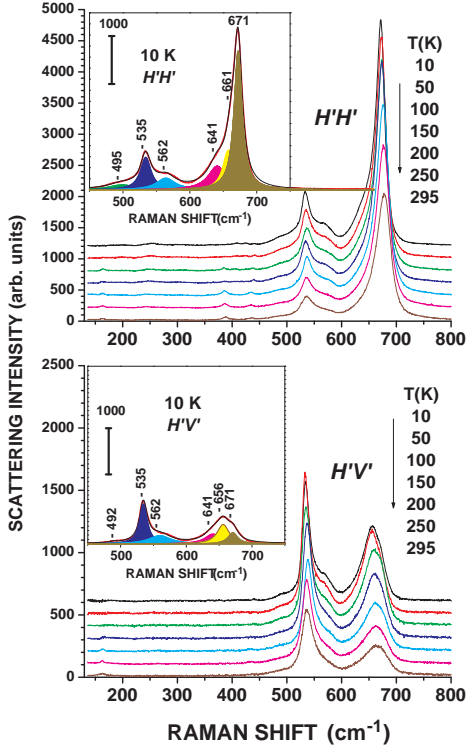 SCATTERING INTENSITY (arb. units)
5000
4500
4000
3500
3000
2500
2000
1500
1000
500
0
200 300 400 500 600 700 800
1000
10 K
H'H'
495
535
562
641
661
671
500 600 700
RAMAN SHIFT(cm-1)
H'H'
T(K)
10
50
100
150
200
250
295
2500
2000
1500
1000
500
0
200 300 400 500 600 700 800
1000
10 K
H'V'
492
535
562
641
656
671
500 600 700
RAMAN SHIFT(cm-1)
H'V'
T(K)
10
50
100
150
200
250
295
RAMAN SHIFT (cm-1)